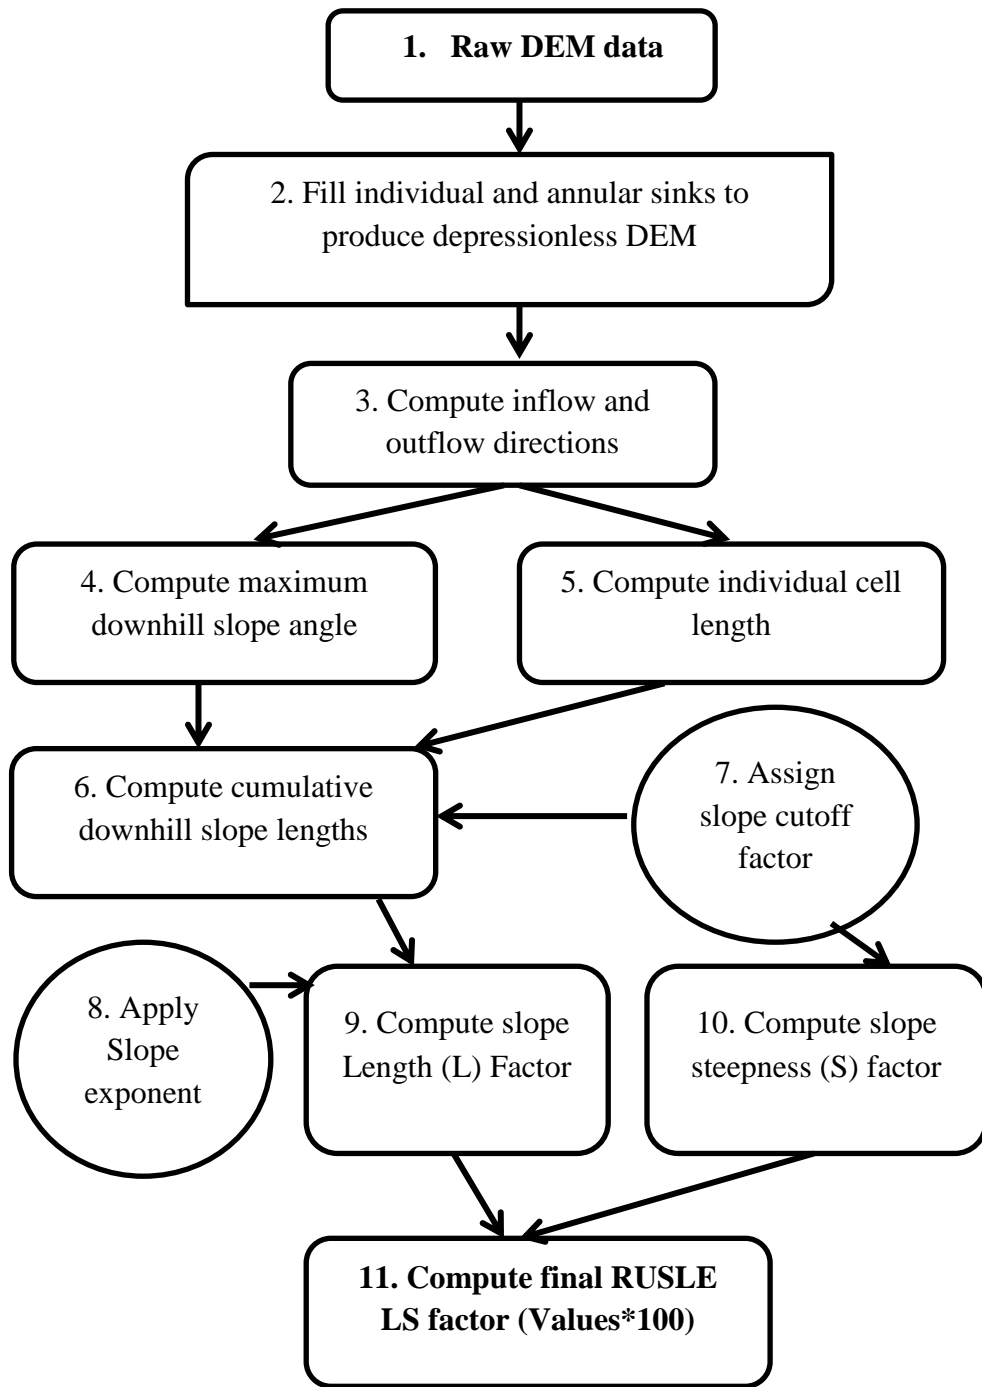 1. Raw DEM data
2. Fill individual and annular sinks to
produce depressionless DEM
3. Compute inflow and
outflow directions
4. Compute maximum
downhill slope angle
5. Compute individual cell
length
6. Compute cumulative
downhill slope lengths
7. Assign
slope cutoff
factor
8. Apply
Slope
exponent
9. Compute slope
Length (L) Factor
10. Compute slope
steepness (S) factor
11. Compute final RUSLE
LS factor (Values*100)